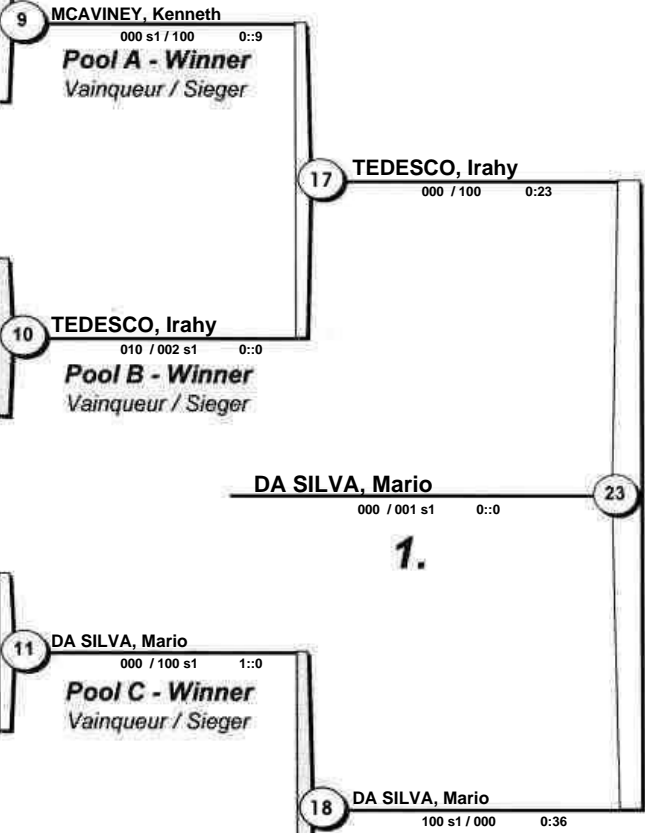 9
MCAVINEY, Kenneth
000 s1 / 100 0::9
Pool A - Winner
Vainqueur / Sieger
17
TEDESCO, Irahy
000 / 100 0:23
10
TEDESCO, Irahy
010 / 002 s1 0::0
Pool B - Winner
Vainqueur / Sieger
DA SILVA, Mario
23
000 / 001 s1 0::0
1.
11
DA SILVA, Mario
000 / 100 s1 1::0
Pool C - Winner
Vainqueur / Sieger
18
DA SILVA, Mario
100 s1 / 000 0:36